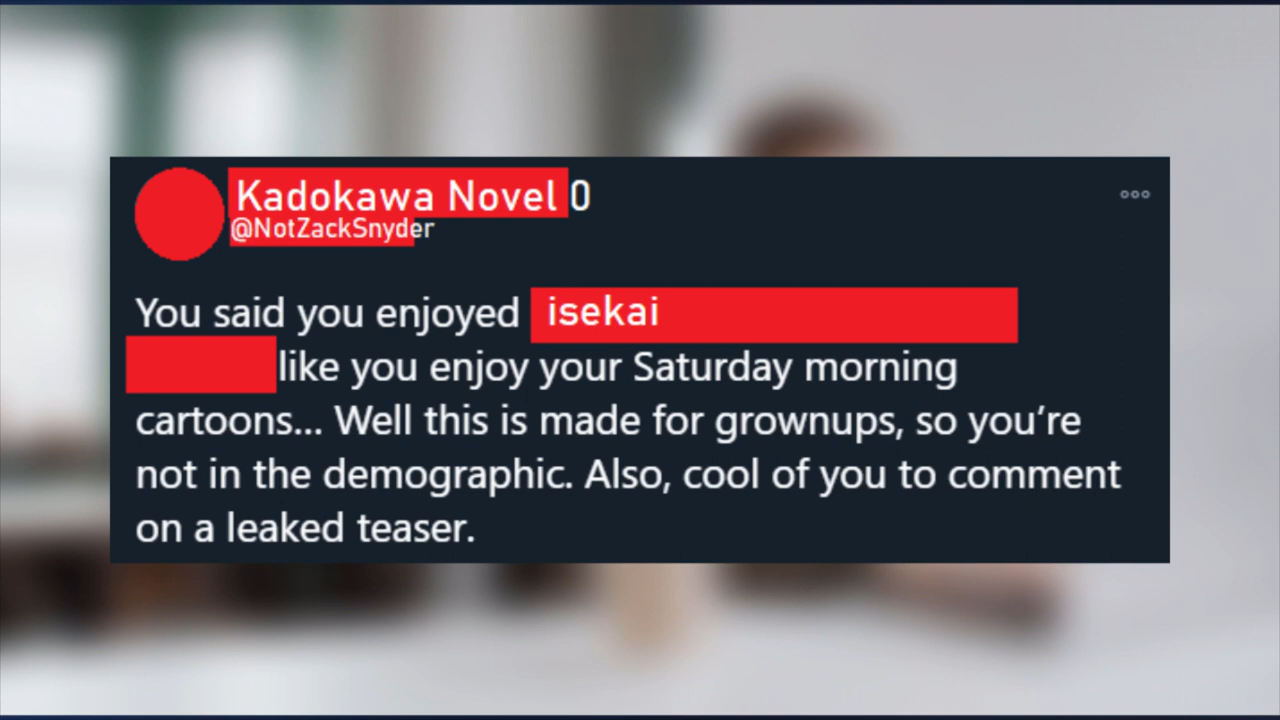 Kadokawa Novel 0
@NotZackSnyder
You said you enjoyed isekai
like you enjoy your Saturday morning
cartoons... Well this is made for grownups, so you’re
not in the demographic. Also, cool of you to comment
on a leaked teaser.